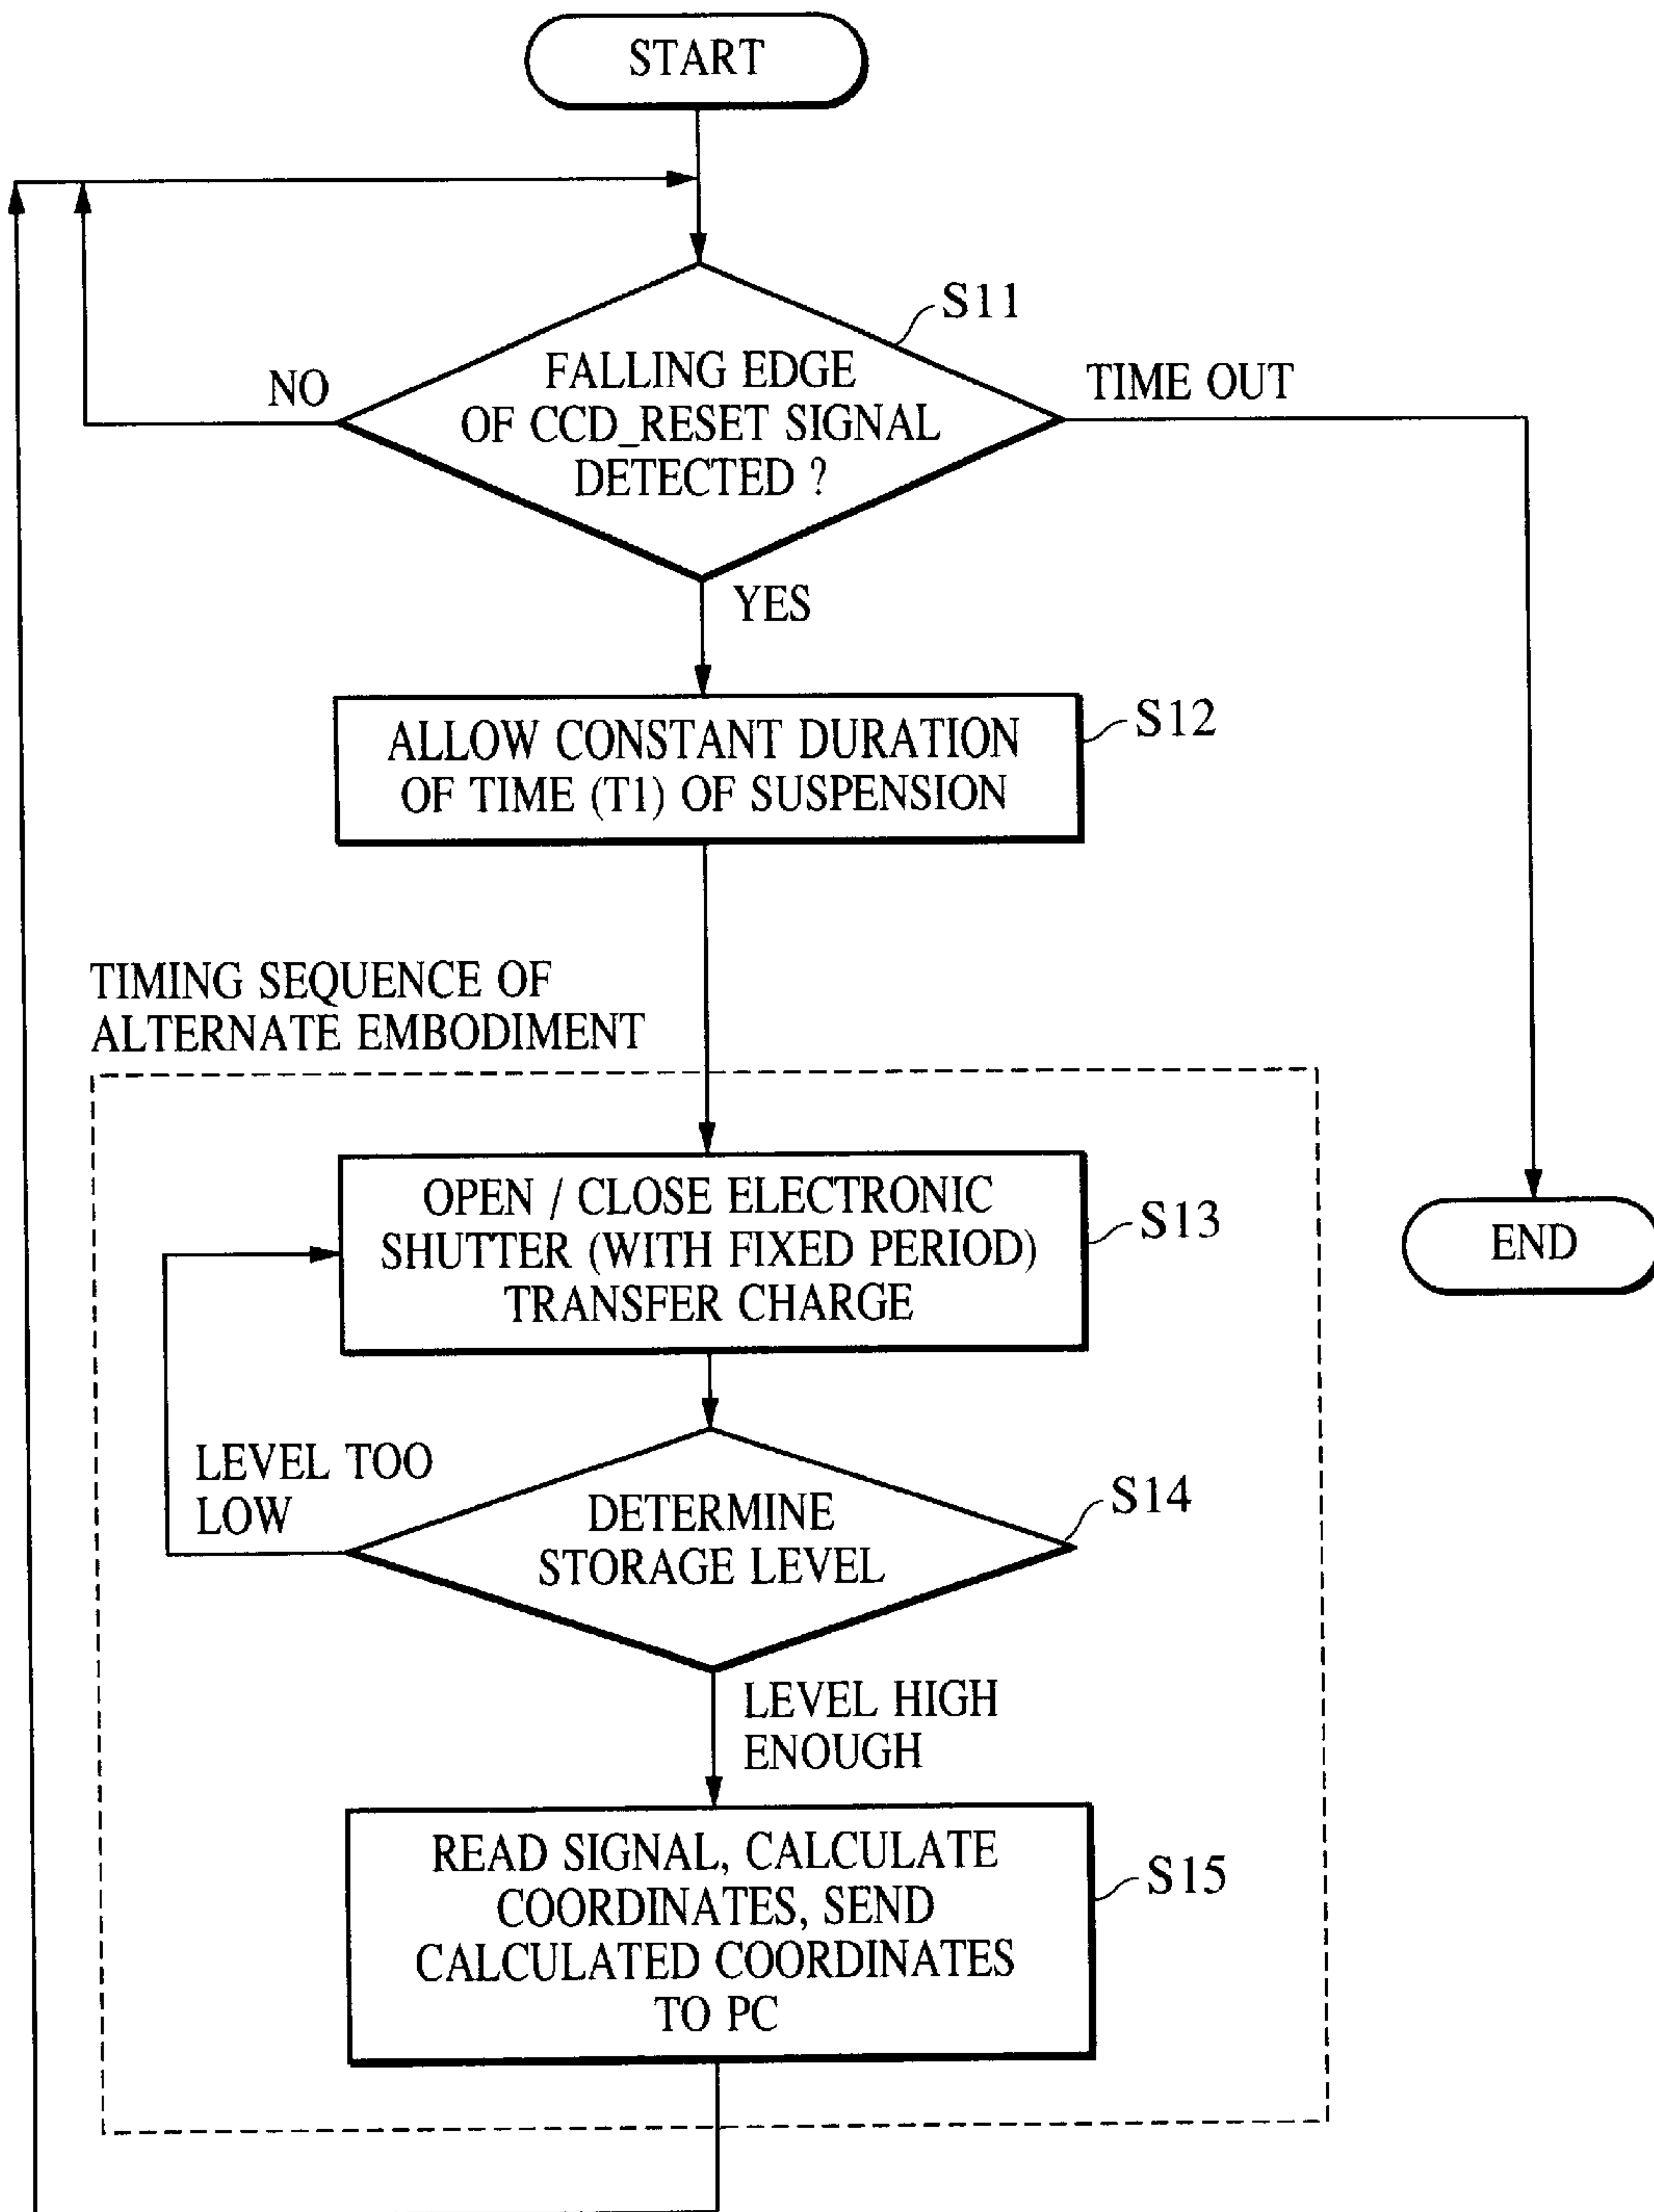 START
S11
FALLING EDGE
OF CCD_RESET SIGNAL
DETECTED ?
NO
TIME OUT
YES
ALLOW CONSTANT DURATION
OF TIME (T1) OF SUSPENSION
S12
TIMING SEQUENCE OF
ALTERNATE EMBODIMENT
OPEN / CLOSE ELECTRONIC
SHUTTER (WITH FIXED PERIOD)
TRANSFER CHARGE
S13
END
LEVEL TOO
LOW
DETERMINE
STORAGE LEVEL
S14
LEVEL HIGH
ENOUGH
READ SIGNAL, CALCULATE
COORDINATES, SEND
CALCULATED COORDINATES
TO PC
S15